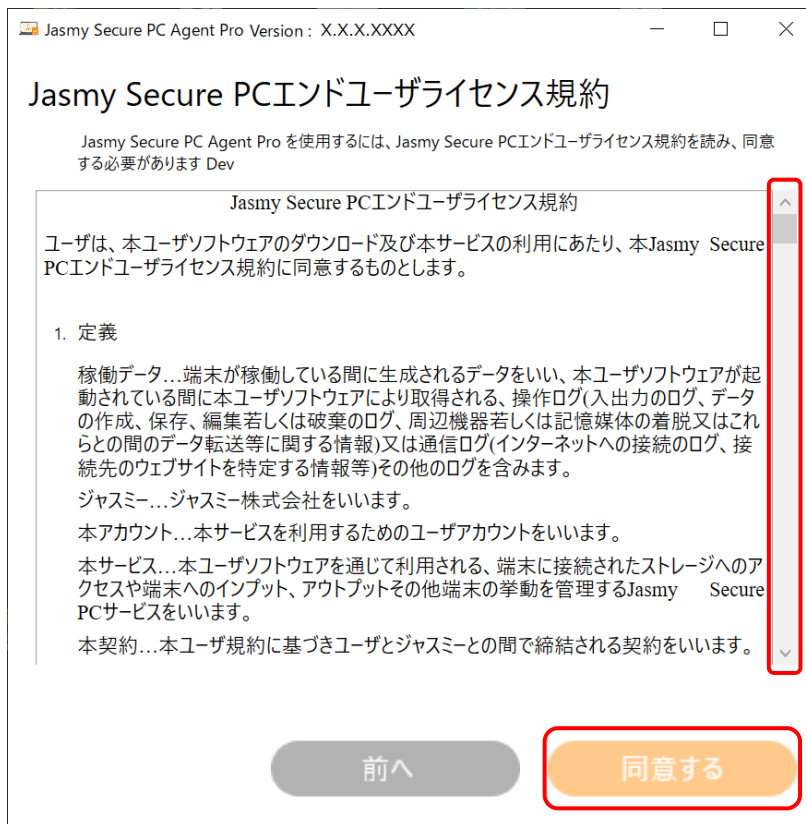 Jasmy Secure PC Agent Pro Version : X.X.X.XXXX
Jasmy Secure PCエンドユーザライセンス規約
Jasmy Secure PC Agent Pro を使用するには、Jasmy Secure PCエンドユーザライセンス規約を読み、同意
する必要があります Dev
Jasmy Secure PCエンドユーザライセンス規約
ユーザは、本ユーザソフトウェアのダウンロード及び本サービスの利用にあたり、本Jasmy Secure
PCエンドユーザライセンス規約に同意するものとします。
1. 定義
稼働データ…端末が稼働している間に生成されるデータをいい、本ユーザソフトウェアが起
動されている間に本ユーザソフトウェアにより取得される、操作ログ(入出力のログ、データ
の作成、保存、編集若しくは破棄のログ、周辺機器若しくは記憶媒体の着脱又はこれ
らとの間のデータ転送等に関する情報)又は通信ログ(インターネットへの接続のログ、接
続先のウェブサイトを特定する情報等)その他のログを含みます。
ジャスミー…ジャスミー株式会社をいいます。
本アカウント…本サービスを利用するためのユーザアカウントをいいます。
本サービス…本ユーザソフトウェアを通じて利用される、端末に接続されたストレージへのア
クセスや端末へのインプット、アウトプットその他端末の挙動を管理するJasmy Secure
PCサービスをいいます。
本契約…本ユーザ規約に基づきユーザとジャスミーとの間で締結される契約をいいます。
前へ
同意する